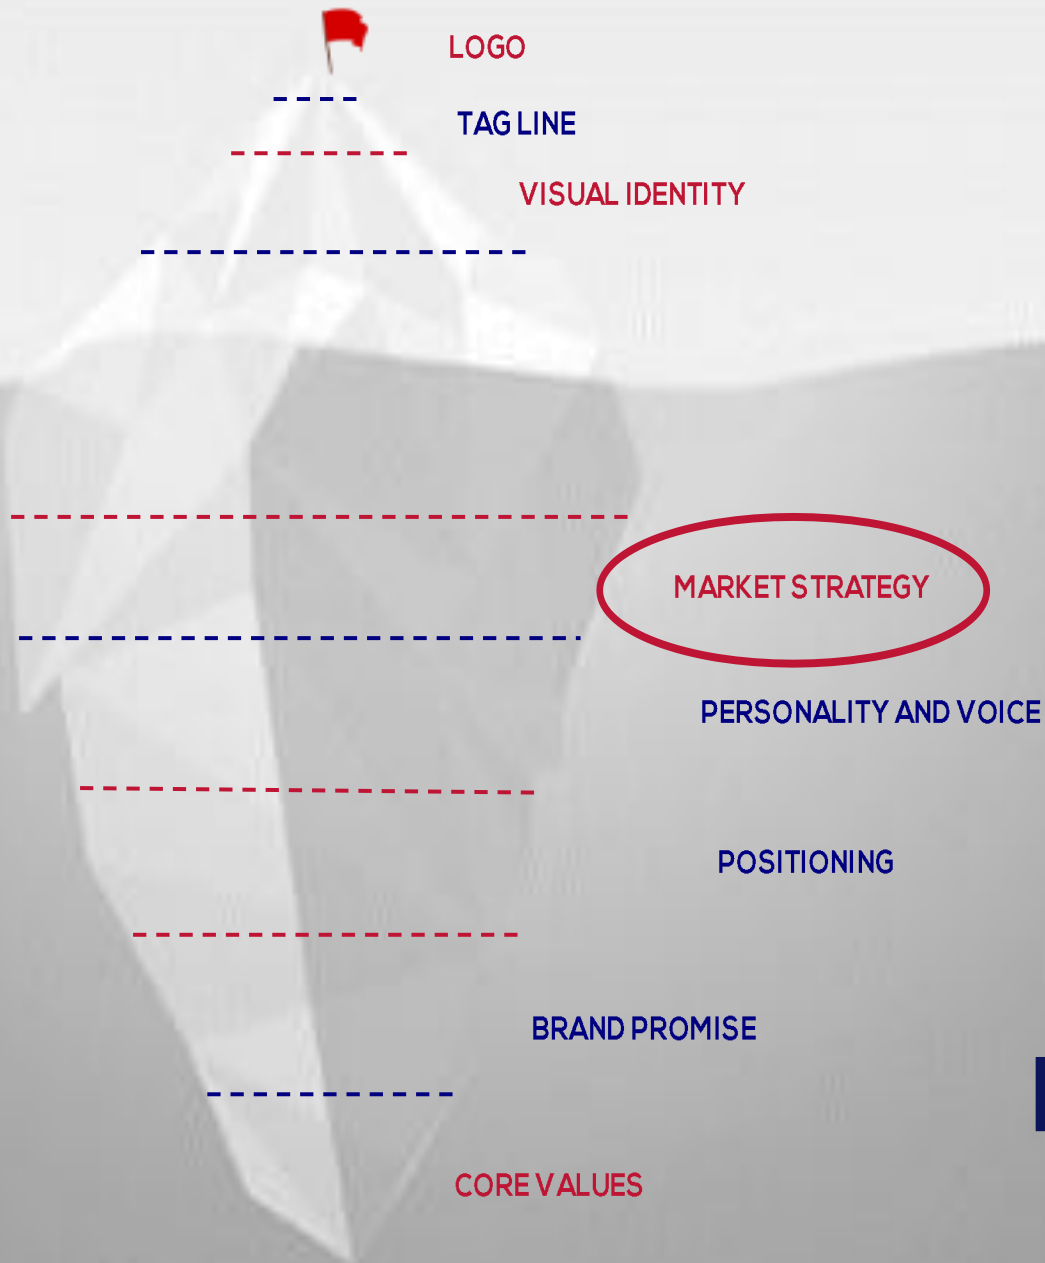 LOGO
TAG LINE
VISUAL IDENTITY
MARKET STRATEGY
PERSONALITY AND VOICE
POSITIONING
BRAND PROMISE
CORE VALUES